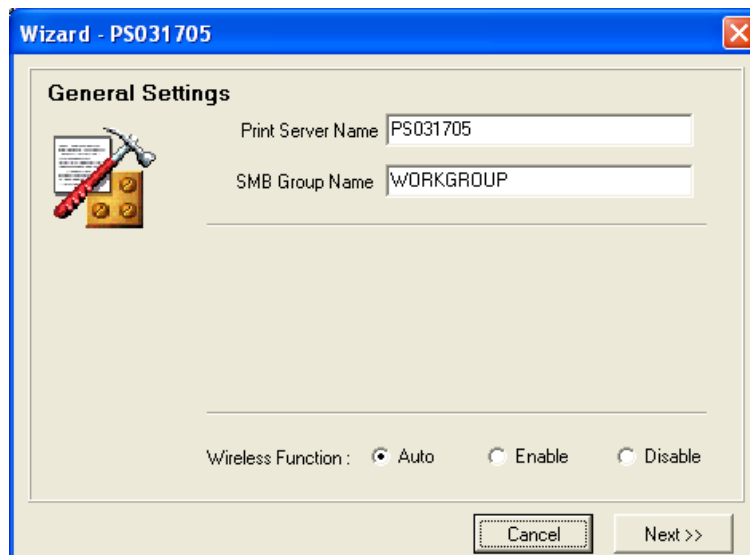 Wizard - PS031705
General Settings
Print Server Name PS031705
SMB Group Name WORKGROUP
Wireless Function : Auto Enable Disable
Cancel Next >>